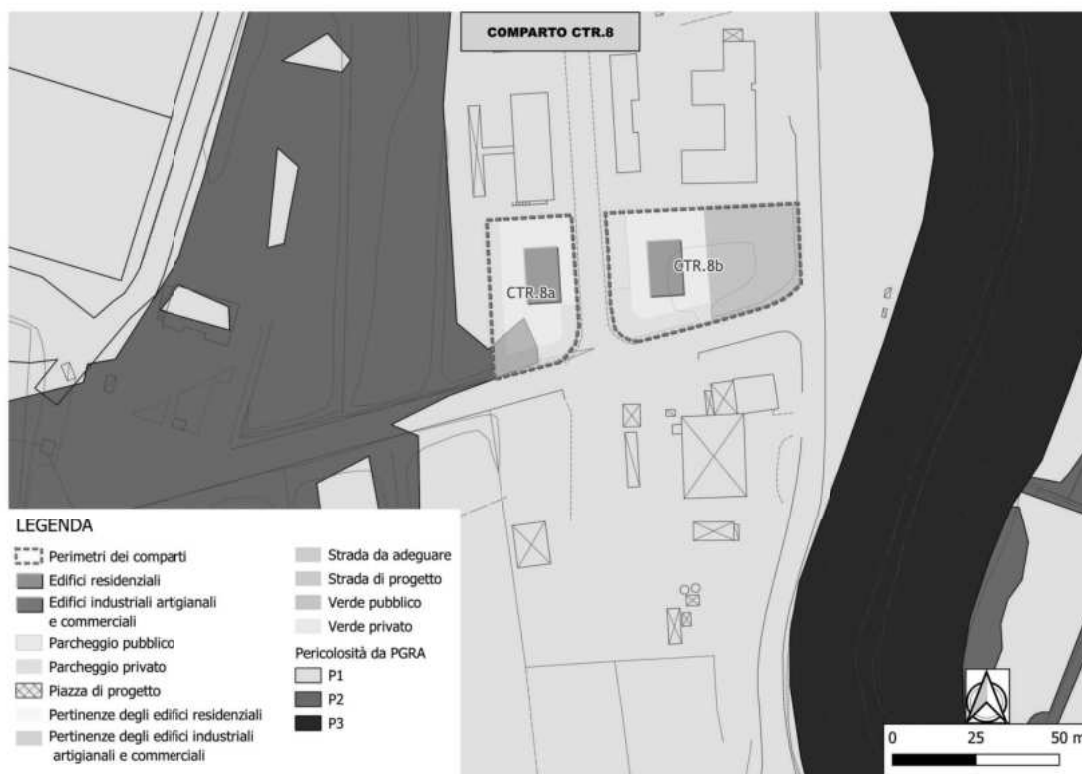 COMPARTO CTR.8
CTR.8a
CTR.8b
LEGENDA
Perimetri dei comparti
Edifici residenziali
Edifici industriali artigianali
e commerciali
Parcheggio pubblico
Parcheggio privato
Piazza di progetto
Pertinenze degli edifici residenziali
Pertinenze degli edifici industriali
artigianali e commerciali
Strada da adeguare
Strada di progetto
Verde pubblico
Verde privato
Pericolosità da PGRA
P1
P2
P3
0 25 50 m